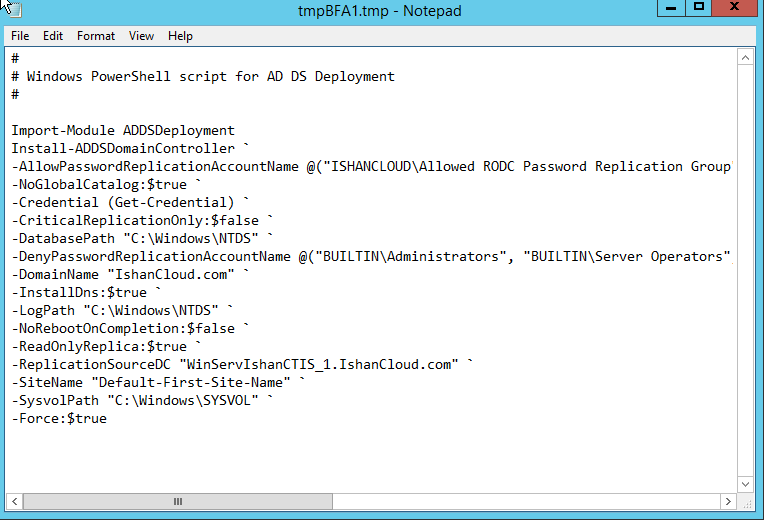 tmpBFA1.tmp - Notepad
File Edit Format View Help
#
# Windows PowerShell script for AD DS Deployment
#
Import-Module ADDSDeployment
Install-ADDSDomainController `
-AllowPasswordReplicationAccountName @("ISHANCLOUD\Allowed RODC Password Replication Group"
-NoGlobalCatalog:$true `
-Credential (Get-Credential) `
-CriticalReplicationOnly:$false `
-DatabasePath "C:\Windows\NTDS" `
-DenyPasswordReplicationAccountName @("BUILTIN\Administrators", "BUILTIN\Server Operators",
-DomainName "IshanCloud.com" `
-InstallDns:$true `
-LogPath "C:\Windows\NTDS" `
-NoRebootOnCompletion:$false `
-ReadOnlyReplica:$true `
-ReplicationSourceDC "WinServIshanCTIS_1.IshanCloud.com" `
-SiteName "Default-First-Site-Name" `
-SysvolPath "C:\Windows\SYSVOL" `
-Force:$true